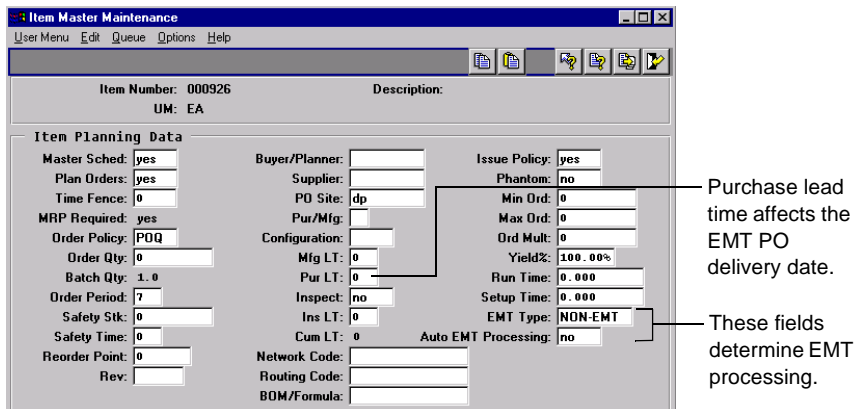 Item Master Maintenance
User Menu Edit Queue Options Help
Item Number: 000926 Description:
UM: EA
Item Planning Data
Master Sched: yes Buyer/Planner: Issue Policy: yes
Plan Orders: yes Supplier: Phantom: no
Time Fence: 0 PO Site: dp Min Ord: 0
MRP Required: yes Pur/Mfg: Max Ord: 0
Order Policy: POQ Configuration: Ord Mult: 0
Order Qty: 0 Mfg LT: 0 Yield%: 100.00%
Batch Qty: 1.0 Pur LT: 0 Run Time: 0.000
Order Period: 7 Inspect: no Setup Time: 0.000
Safety Stk: 0 Ins LT: 0 EMT Type: NON-EMT
Safety Time: 0 Cum LT: 0 Auto EMT Processing: no
Reorder Point: 0 Network Code:
Rev: Routing Code:
BOM/Formula:
Purchase lead
time affects the
EMT PO
delivery date.
These fields
determine EMT
processing.